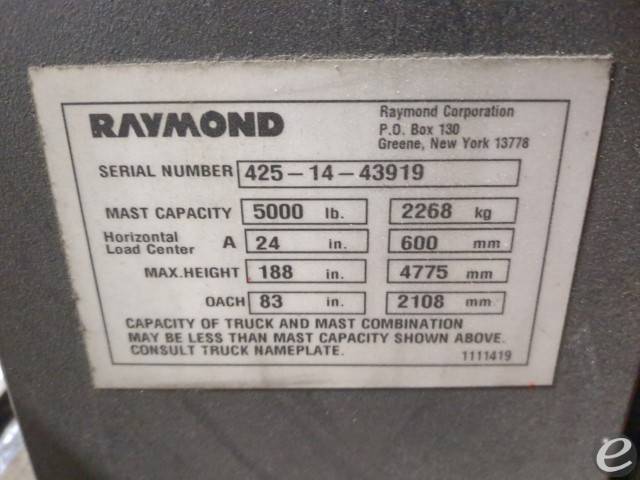 RAYMOND
Raymond Corporation
P.O. Box 130
Greene, New York 13778
SERIAL NUMBER 425-14-43919
MAST CAPACITY 5000 lb. 2268 kg
Horizontal
Load Center A 24 in. 600 mm
MAX. HEIGHT 188 in. 4775 mm
OACH 83 in. 2108 mm
CAPACITY OF TRUCK AND MAST COMBINATION
MAY BE LESS THAN MAST CAPACITY SHOWN ABOVE.
CONSULT TRUCK NAMEPLATE.
1111419
e